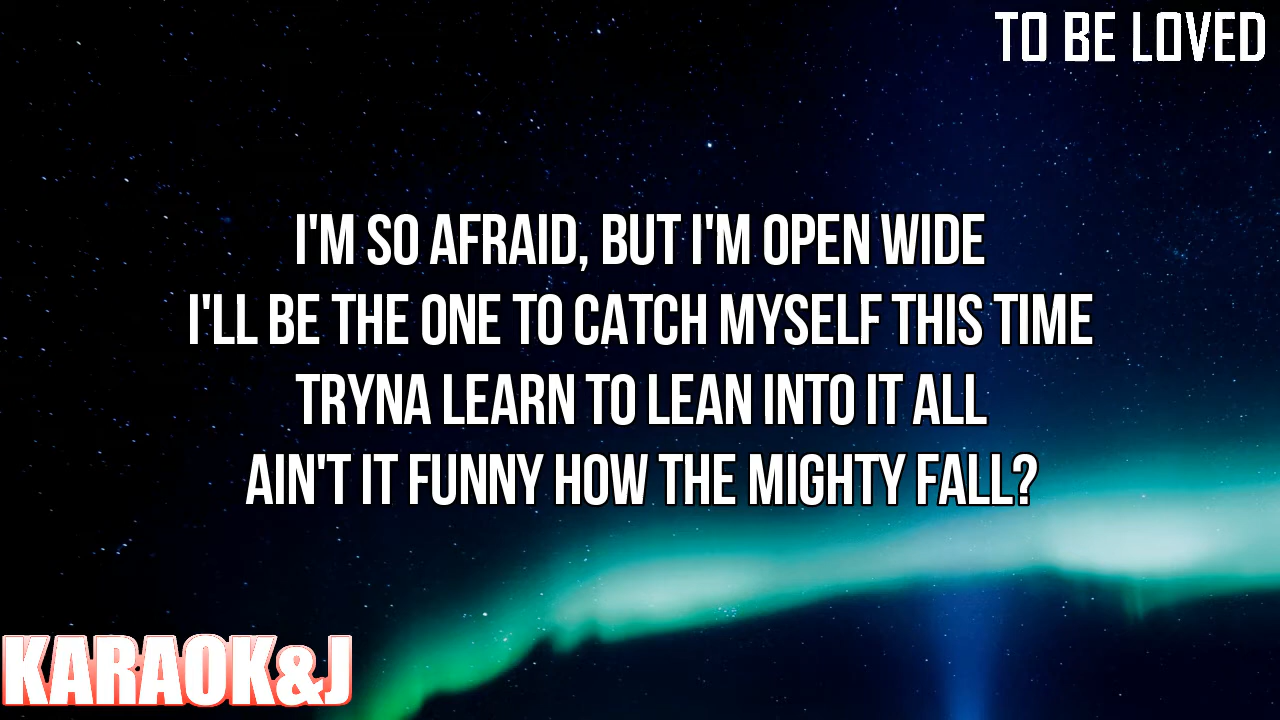 TO BE LOVED
I'M SO AFRAID, BUT I'M OPEN WIDE
I'LL BE THE ONE TO CATCH MYSELF THIS TIME
TRYNA LEARN TO LEAN INTO IT ALL
AIN'T IT FUNNY HOW THE MIGHTY FALL?
KARAOK&J